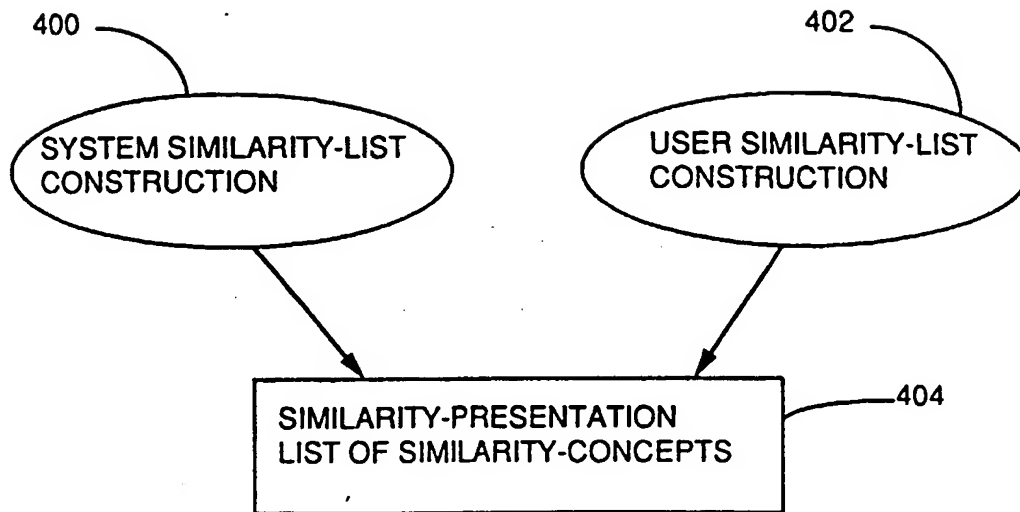 400
402
SYSTEM SIMILARITY-LIST
CONSTRUCTION
USER SIMILARITY-LIST
CONSTRUCTION
404
SIMILARITY-PRESENTATION
LIST OF SIMILARITY-CONCEPTS